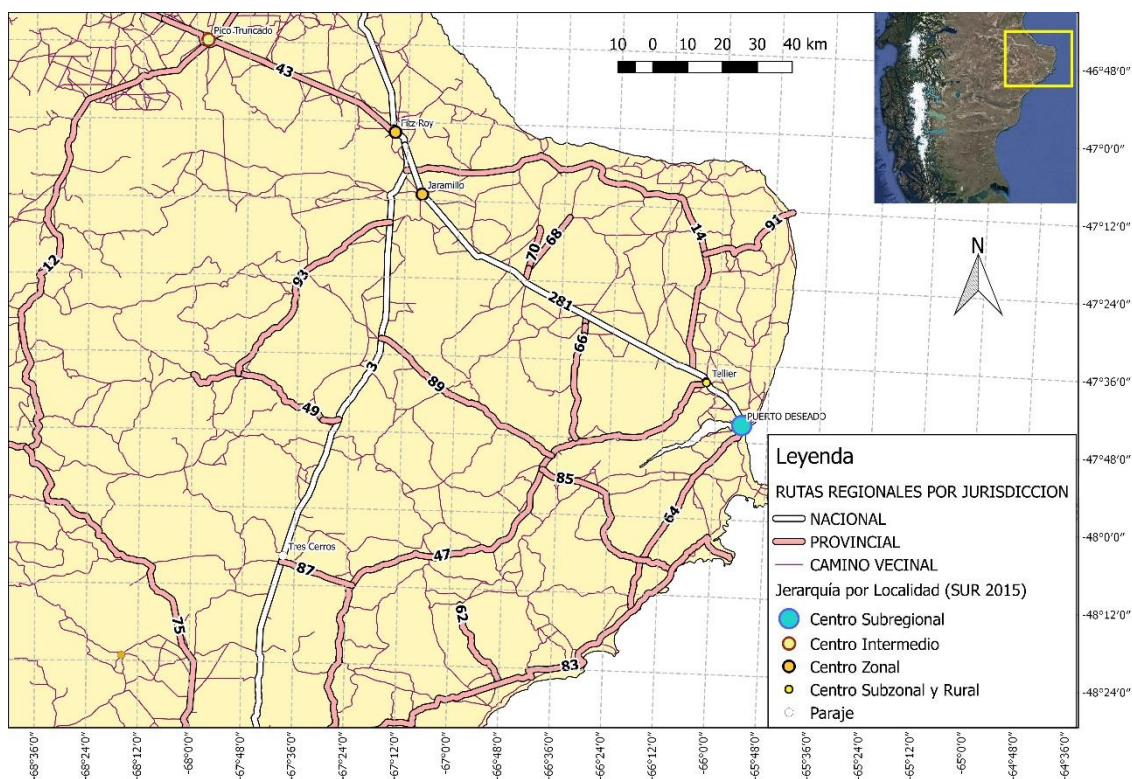 10 0 10 20 30 40 km
Pico Truncado
43
Fitz Roy
Jaramillo
14
91
N
12
93
70
68
281
3
66
89
49
Tellier
PUERTO DESEADO
85
64
Tres Cerros
87
47
62
75
83
Leyenda
RUTAS REGIONALES POR JURISDICCION
NACIONAL
PROVINCIAL
CAMINO VECINAL
Jerarquía por Localidad (SUR 2015)
Centro Subregional
Centro Intermedio
Centro Zonal
Centro Subzonal y Rural
Paraje
-46°48'0"
-47°0'0"
-47°12'0"
-47°24'0"
-47°36'0"
-47°48'0"
-48°0'0"
-48°12'0"
-48°24'0"
-68°36'0"
-68°24'0"
-68°12'0"
-68°0'0"
-67°48'0"
-67°36'0"
-67°24'0"
-67°12'0"
-67°0'0"
-66°48'0"
-66°36'0"
-66°24'0"
-66°12'0"
-66°0'0"
-65°48'0"
-65°36'0"
-65°24'0"
-65°12'0"
-65°0'0"
-64°48'0"
-64°36'0"